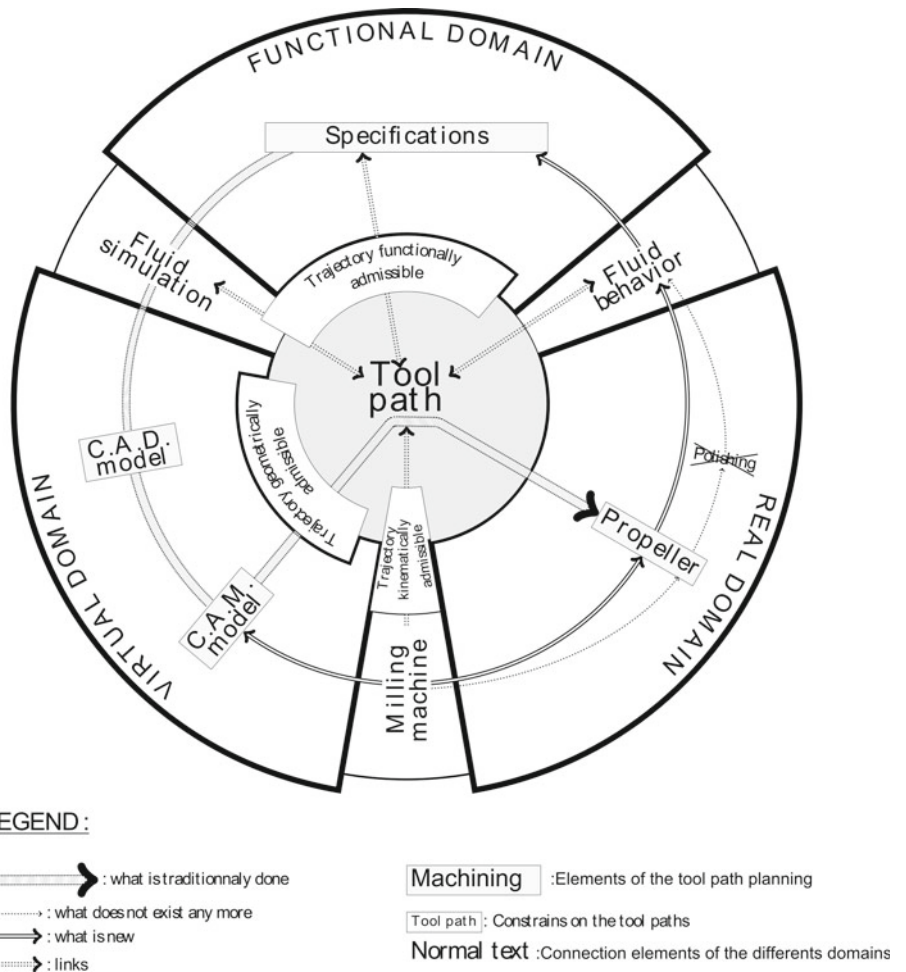 FUNCTIONAL DOMAIN
Specifications
Fluid
simulation
Trajectory functionally
admissible
Fluid
behavior
Tool
path
C.A.D.
model
Trajectory geometrically
admissible
Polishing
Propeller
C.A.M.
model
Trajectory
kinematically
admissible
Milling
machine
VIRTUAL DOMAIN
REAL DOMAIN
EGEND :
: what is traditionnaly done
: what does not exist any more
: what is new
: links
Machining :Elements of the tool path planning
Tool path : Constrains on the tool paths
Normal text :Connection elements of the differents domains